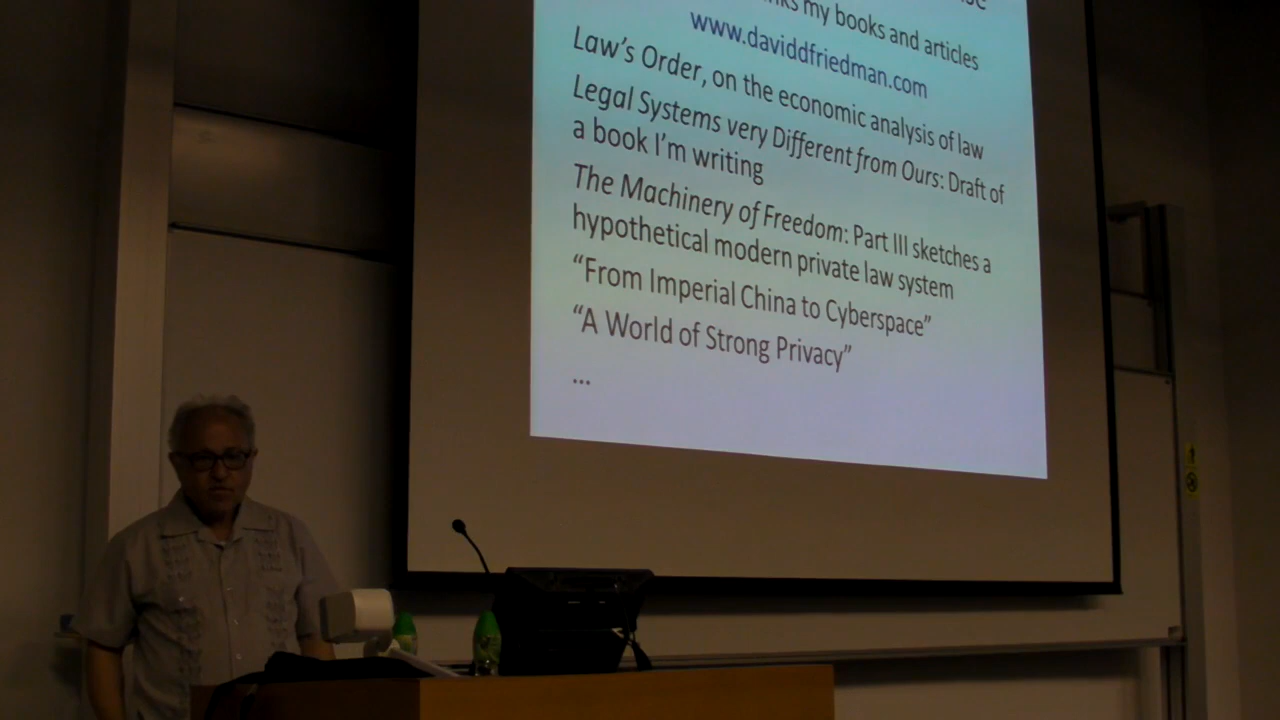 my books and articles
www.daviddfriedman.com
Law's Order, on the economic analysis of law
Legal Systems very Different from Ours: Draft of
a book I'm writing
The Machinery of Freedom: Part III sketches a
hypothetical modern private law system
“From Imperial China to Cyberspace”
“A World of Strong Privacy”
...